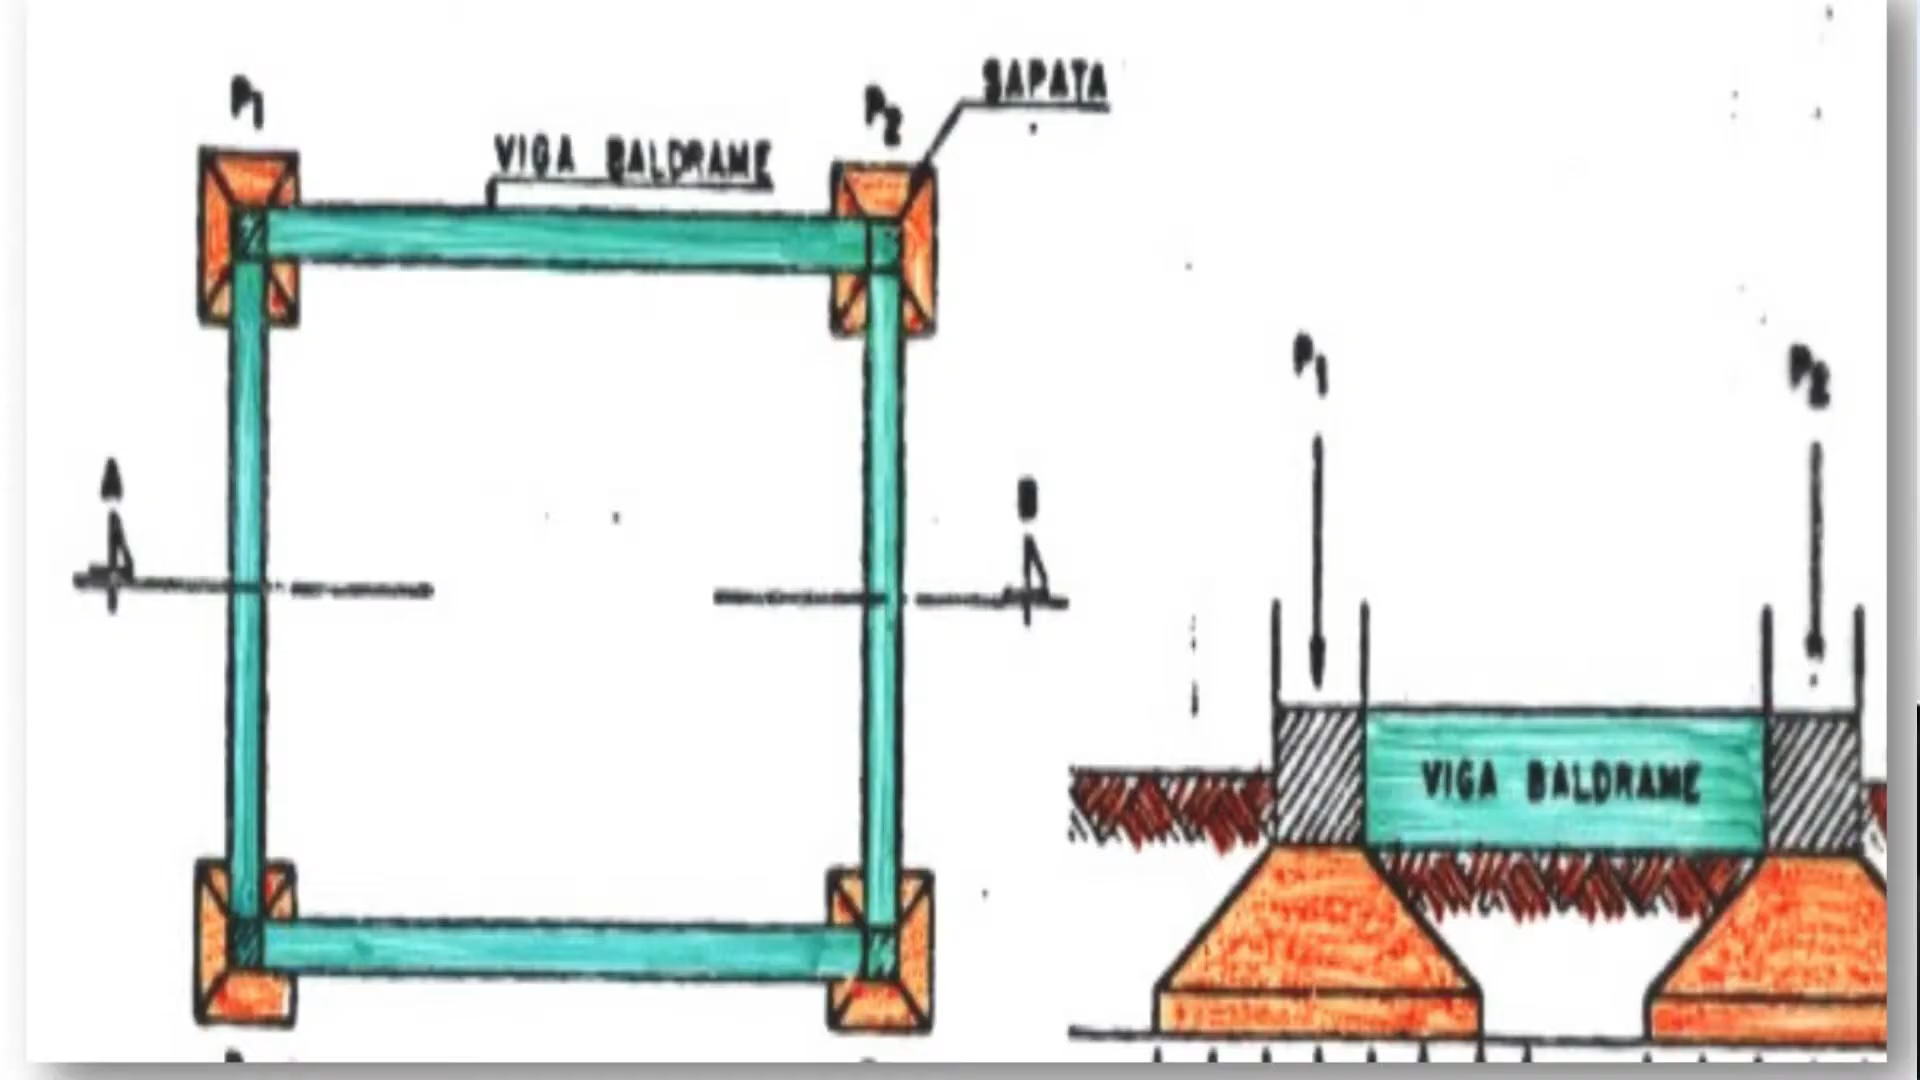 P1
P2
SAPATA
VIGA BALDRAME
A
B
P1
P2
VIGA BALDRAME